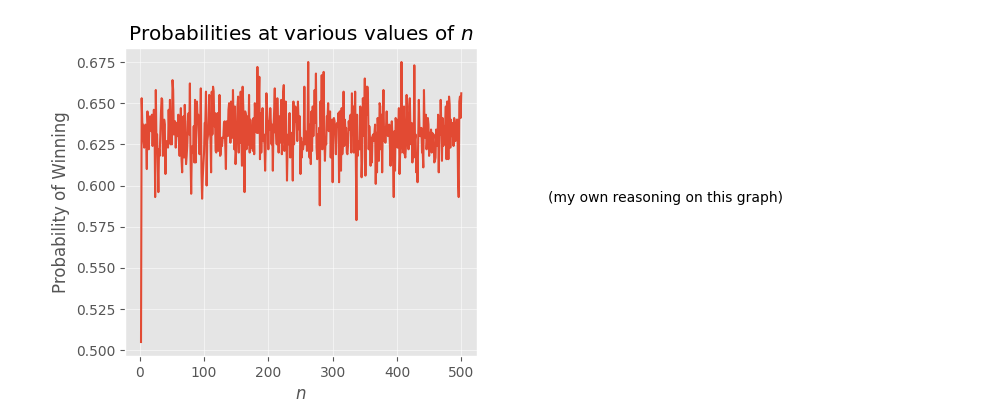 Probabilities at various values of n
0.675
0.650
0.625
0.600
0.575
0.550
0.525
0.500
Probability of Winning
0 100 200 300 400 500
n
(my own reasoning on this graph)